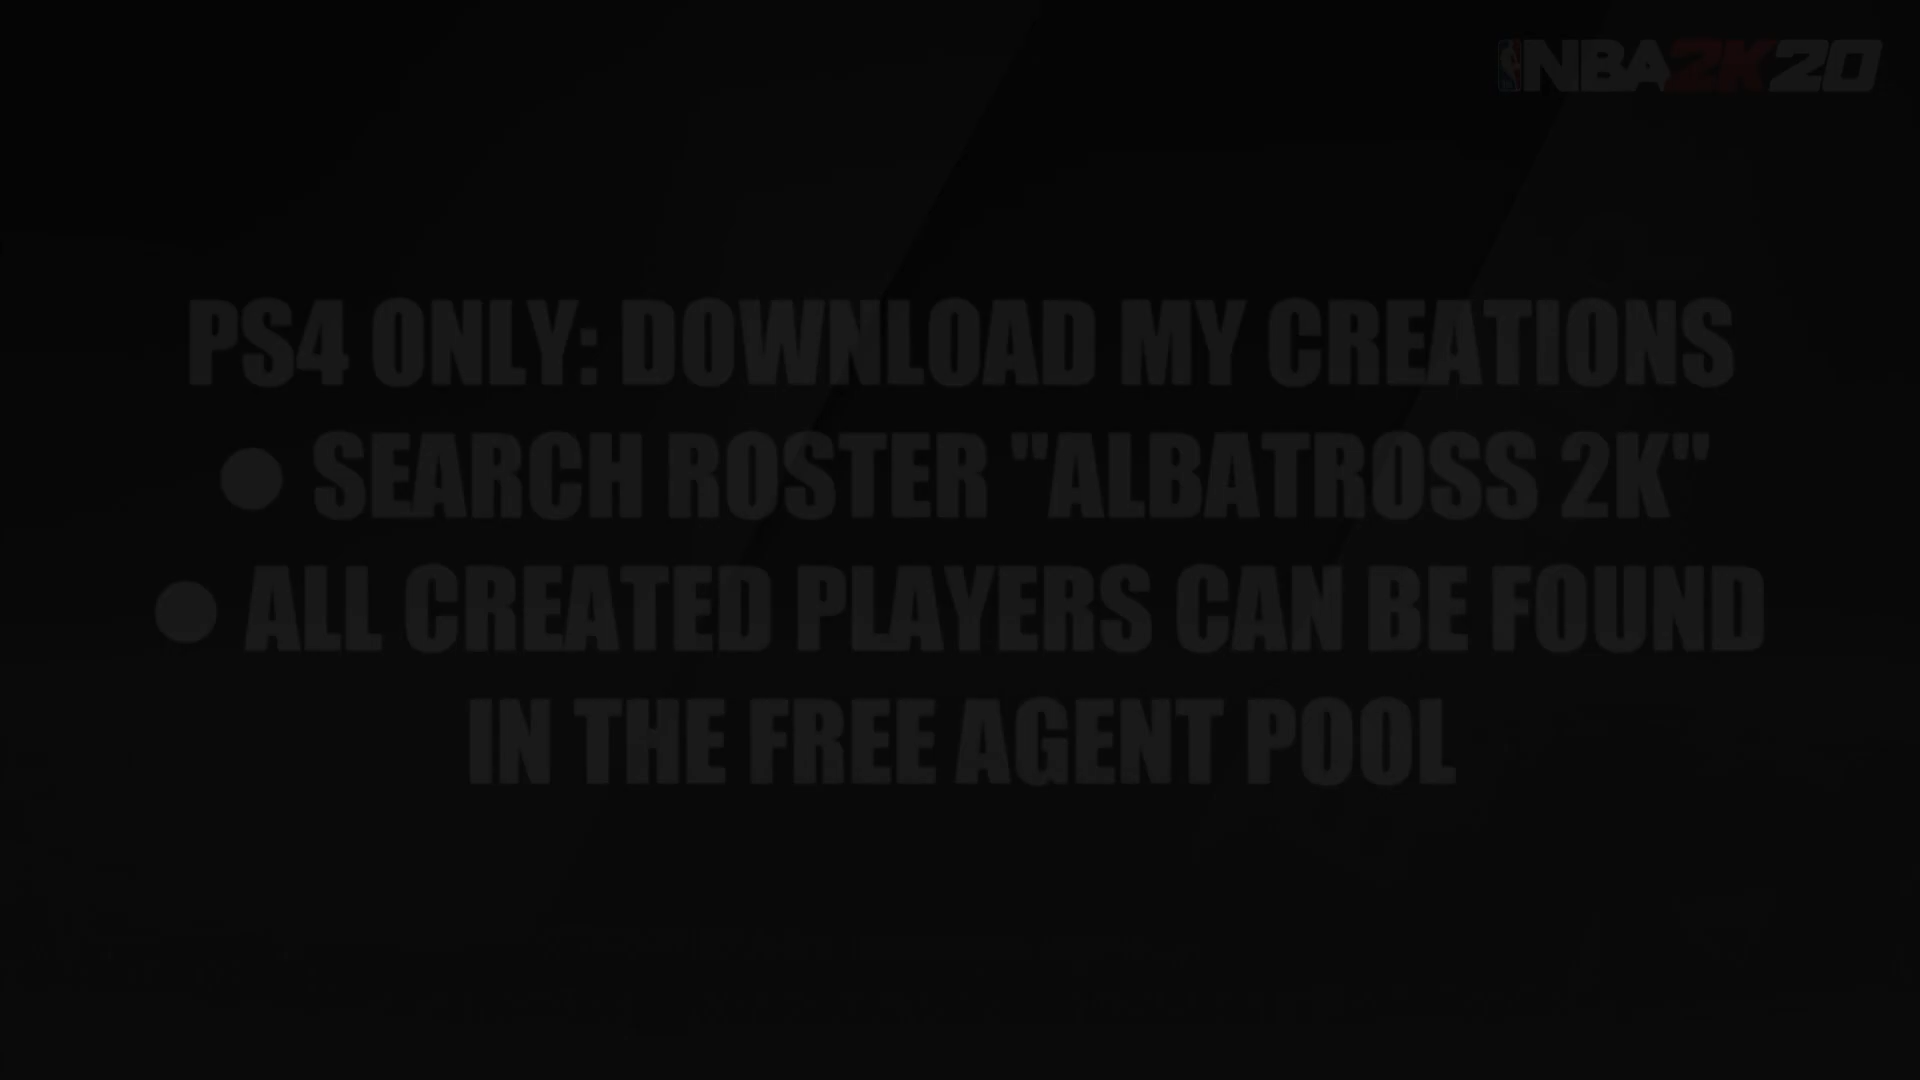 NBA2K20
PS4 ONLY: DOWNLOAD MY CREATIONS
● SEARCH ROSTER "ALBATROSS 2K"
● ALL CREATED PLAYERS CAN BE FOUND
IN THE FREE AGENT POOL